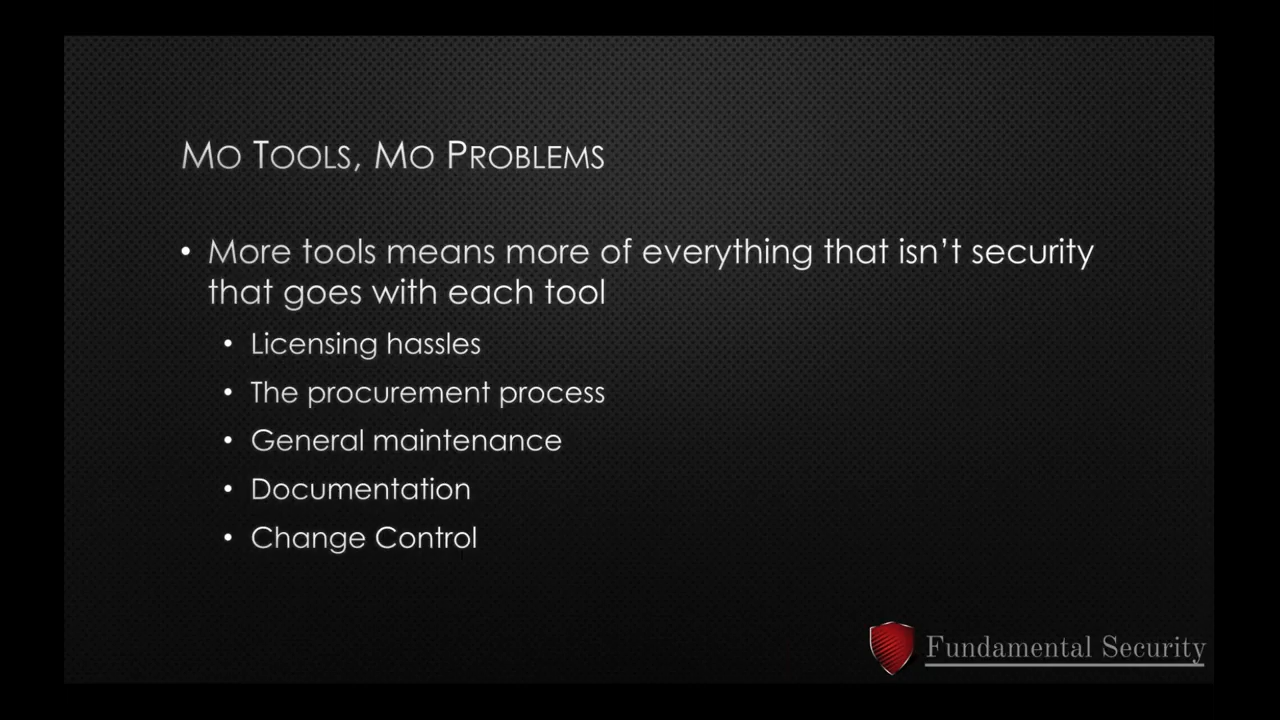 Mo Tools, Mo Problems
• More tools means more of everything that isn’t security
that goes with each tool
• Licensing hassles
• The procurement process
• General maintenance
• Documentation
• Change Control
Fundamental Security